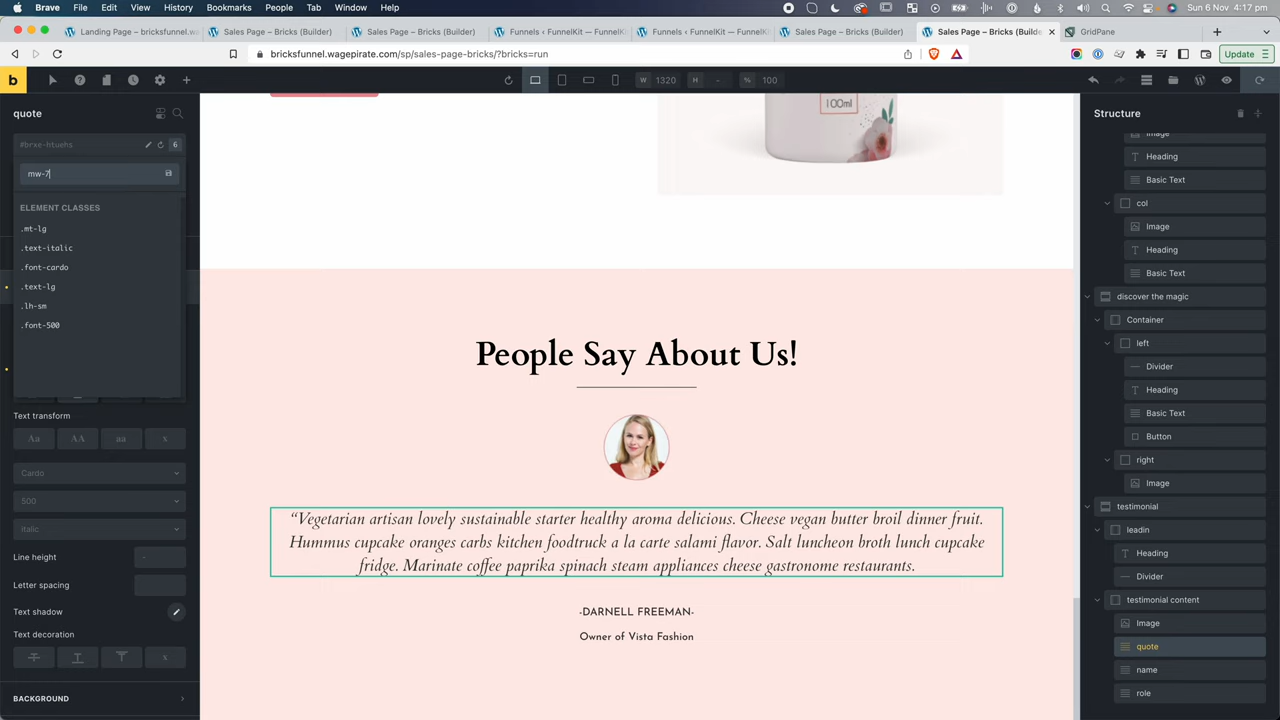 Brave File Edit View History Bookmarks People Tab Window Help
Sun 6 Nov 4:17 pm
Landing Page – bricksfunnel.wa
Sales Page – Bricks (Builder)
Sales Page – Bricks (Builder)
Funnels ‹ FunnelKit — FunnelKi
Funnels ‹ FunnelKit — FunnelKi
Sales Page – Bricks (Builder)
Sales Page – Bricks (Builde
GridPane
bricksfunnel.wagepirate.com/sp/sales-page-bricks/?bricks=run
Update
b
W 1320 H - % 100
quote
#brxe-htuehs
6
mw-7
ELEMENT CLASSES
.mt-lg
.text-italic
.font-cardo
.text-lg
.lh-sm
.font-500
Text transform
Aa AA aa x
Cardo
500
italic
Line height
-
Letter spacing
Text shadow
Text decoration
x
BACKGROUND
100ml
People Say About Us!
“Vegetarian artisan lovely sustainable starter healthy aroma delicious. Cheese vegan butter broil dinner fruit.
Hummus cupcake oranges carbs kitchen foodtruck a la carte salami flavor. Salt luncheon broth lunch cupcake
fridge. Marinate coffee paprika spinach steam appliances cheese gastronome restaurants.
-DARNELL FREEMAN-
Owner of Vista Fashion
Structure
Image
Heading
Basic Text
col
Image
Heading
Basic Text
discover the magic
Container
left
Divider
Heading
Basic Text
Button
right
Image
testimonial
leadin
Heading
Divider
testimonial content
Image
quote
name
role